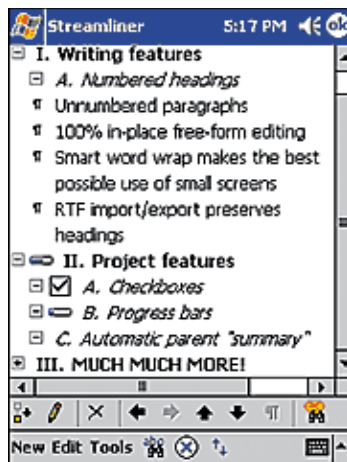 Streamliner 5:17 PM ok
I. Writing features
A. Numbered headings
¶ Unnumbered paragraphs
¶ 100% in-place free-form editing
¶ Smart word wrap makes the best
possible use of small screens
¶ RTF import/export preserves
headings
II. Project features
A. Checkboxes
B. Progress bars
C. Automatic parent "summary"
III. MUCH MUCH MORE!
¶
New Edit Tools